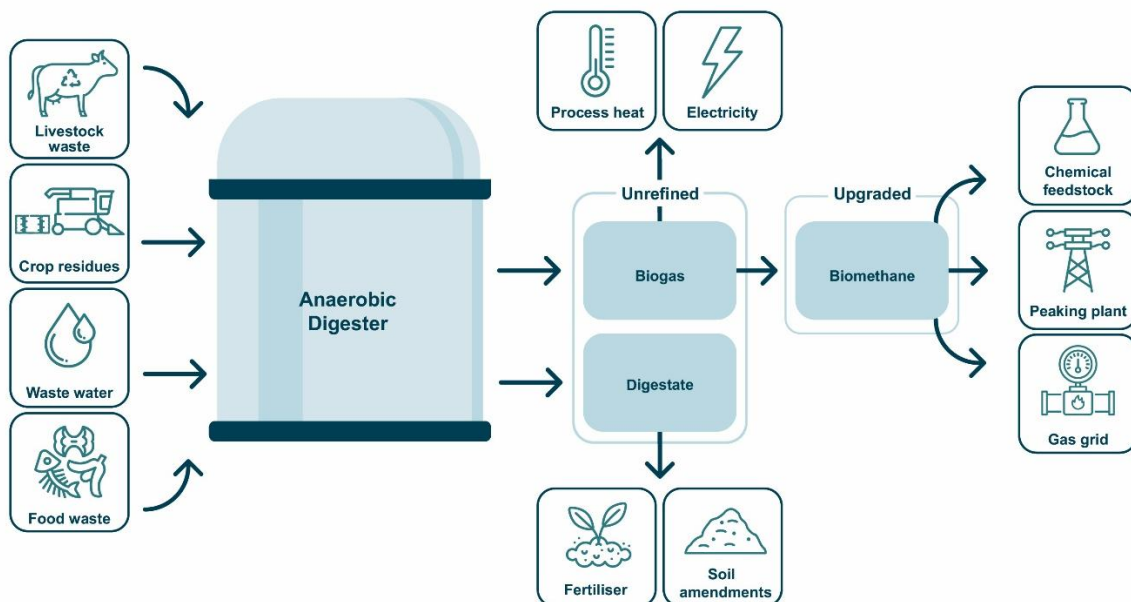 Livestock
waste
Crop residues
Waste water
Food waste
Anaerobic
Digester
Process heat
Electricity
Unrefined
Biogas
Digestate
Fertiliser
Soil
amendments
Upgraded
Biomethane
Chemical
feedstock
Peaking plant
Gas grid